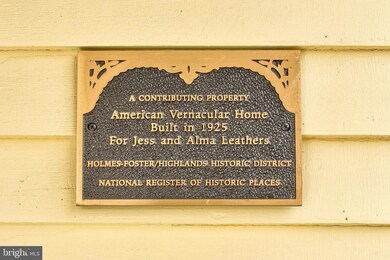 A CONTRIBUTING PROPERTY
American Vernacular Home
Built in 1925
For Jess and Alma Leathers
HOLMES-FOSTER/HIGHLANDS HISTORIC DISTRICT
NATIONAL REGISTER OF HISTORIC PLACES
bright MLS